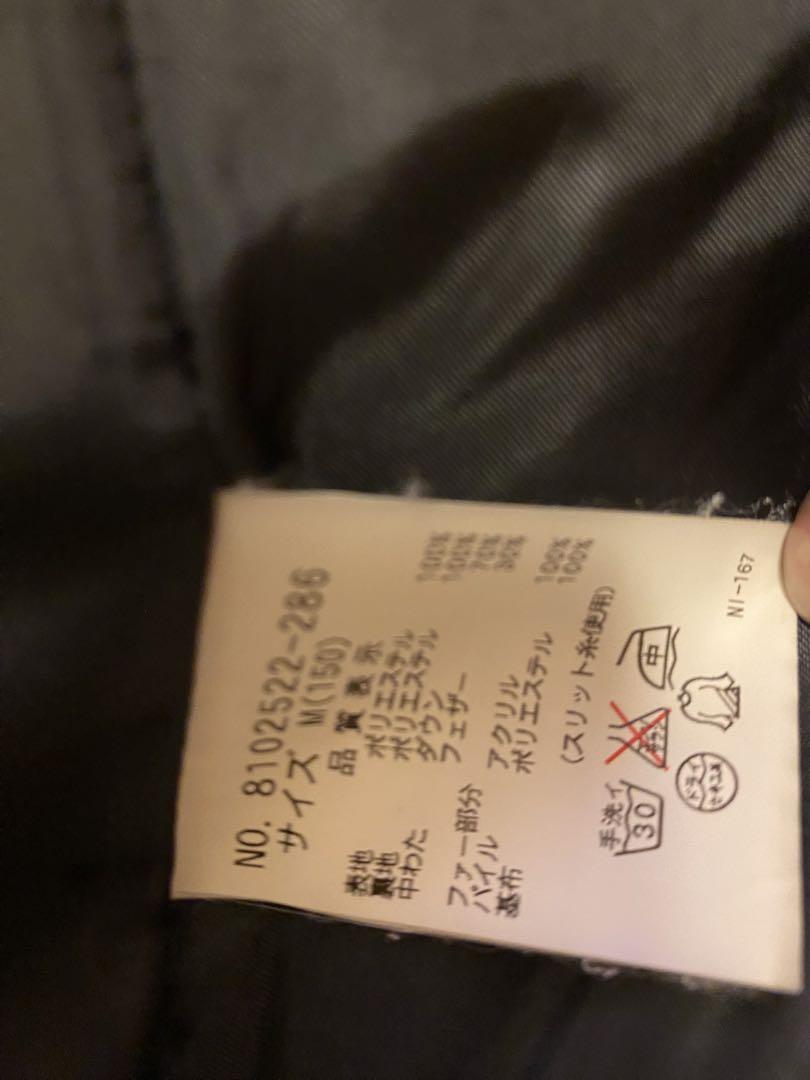 NO. 8102522-286
サイズ M(150)
品質表示
表地 ポリエステル 100%
裏地 ポリエステル 100%
中わた ダウン 70%
フェザー 30%
ファー部分
パイル アクリル 100%
基布 ポリエステル 100%
(スリット糸使用)
手洗イ
30
中
ドライ
NI-167